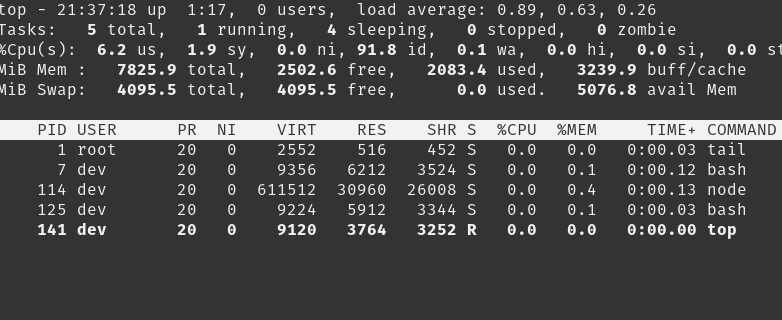 top - 21:37:18 up  1:17,  0 users,  load average: 0.89, 0.63, 0.26
Tasks:   5 total,   1 running,   4 sleeping,   0 stopped,   0 zombie
%Cpu(s):  6.2 us,  1.9 sy,  0.0 ni, 91.8 id,  0.1 wa,  0.0 hi,  0.0 si,  0.0 st
MiB Mem :   7825.9 total,   2502.6 free,   2083.4 used,   3239.9 buff/cache
MiB Swap:   4095.5 total,   4095.5 free,      0.0 used.   5076.8 avail Mem
PID USER      PR  NI    VIRT    RES    SHR S  %CPU  %MEM     TIME+ COMMAND
1 root      20   0    2552    516    452 S   0.0   0.0   0:00.03 tail
7 dev       20   0    9356   6212   3524 S   0.0   0.1   0:00.12 bash
114 dev       20   0  611512  30960  26008 S   0.0   0.4   0:00.13 node
125 dev       20   0    9224   5912   3344 S   0.0   0.1   0:00.03 bash
141 dev       20   0    9120   3764   3252 R   0.0   0.0   0:00.00 top